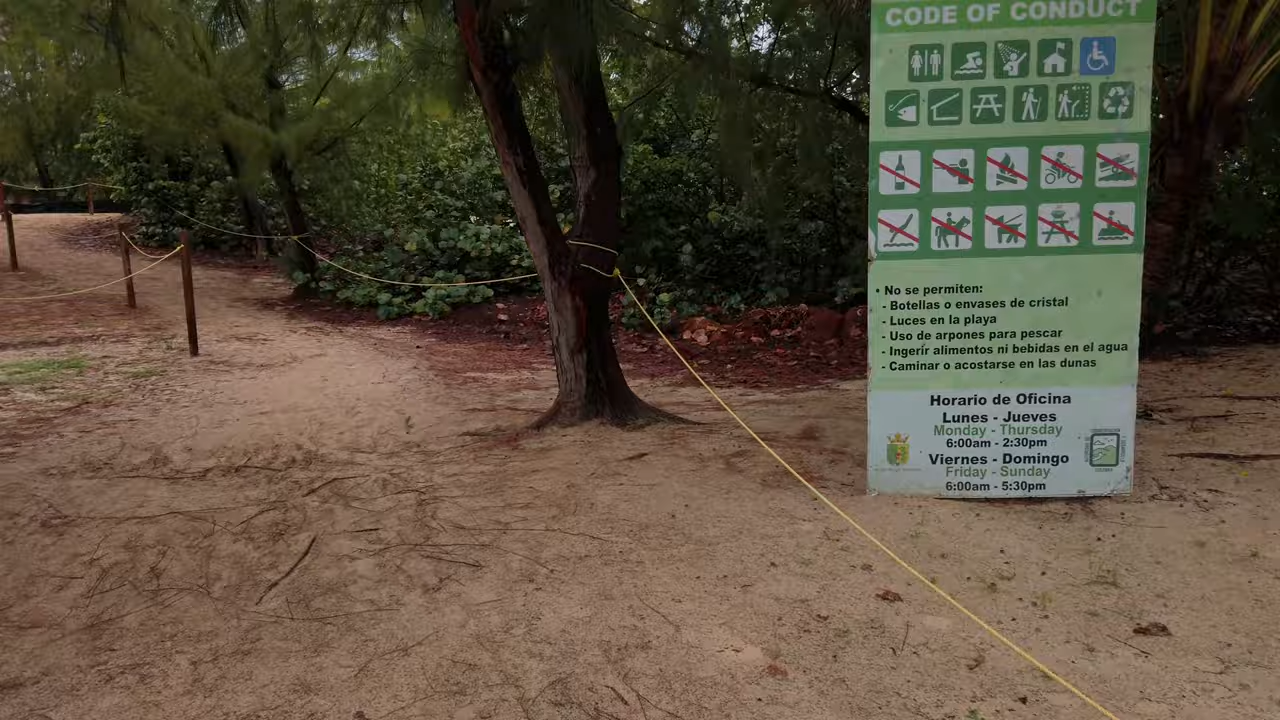 CODE OF CONDUCT
• No se permiten:
- Botellas o envases de cristal
- Luces en la playa
- Uso de arpones para pescar
- Ingerir alimentos ni bebidas en el agua
- Caminar o acostarse en las dunas
Horario de Oficina
Lunes - Jueves
Monday - Thursday
6:00am - 2:30pm
Viernes - Domingo
Friday - Sunday
6:00am - 5:30pm